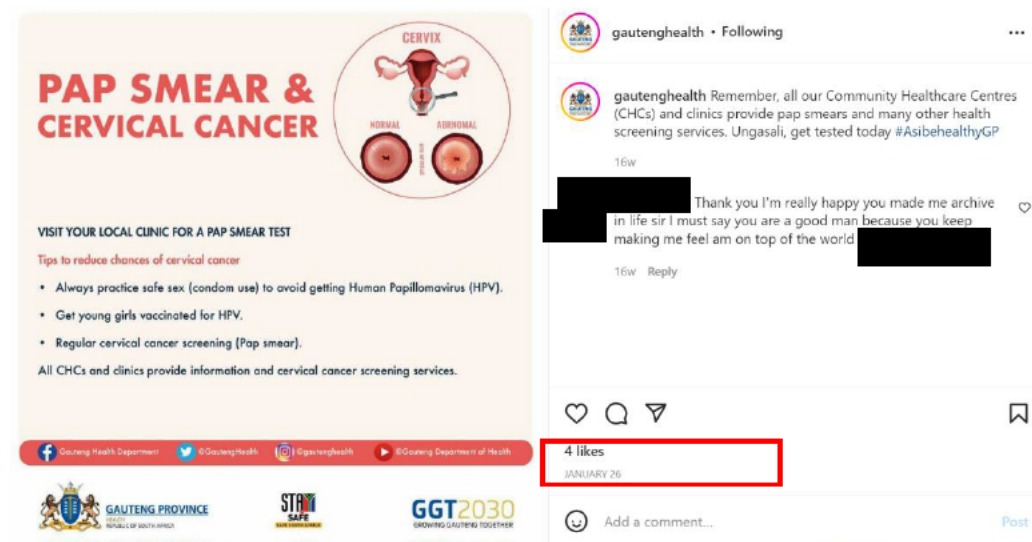 CERVIX
PAP SMEAR &
CERVICAL CANCER
NORMAL
ABRNOMAL
VISIT YOUR LOCAL CLINIC FOR A PAP SMEAR TEST
Tips to reduce chances of cervical cancer
• Always practice safe sex (condom use) to avoid getting Human Papillomavirus (HPV).
• Get young girls vaccinated for HPV.
• Regular cervical cancer screening (Pap smear).
All CHCs and clinics provide information and cervical cancer screening services.
Gauteng Health Department
@GautengHealth
@gautenghealth
@Gauteng Department of Health
GAUTENG PROVINCE
HEALTH
REPUBLIC OF SOUTH AFRICA
STAY
SAFE
GGT2030
GROWING GAUTENG TOGETHER
gautenghealth • Following
gautenghealth Remember, all our Community Healthcare Centres
(CHCs) and clinics provide pap smears and many other health
screening services. Ungasali, get tested today #AsibehealthyGP
16w
Thank you I'm really happy you made me archive
in life sir I must say you are a good man because you keep
making me feel am on top of the world
16w Reply
4 likes
JANUARY 26
Add a comment...
Post